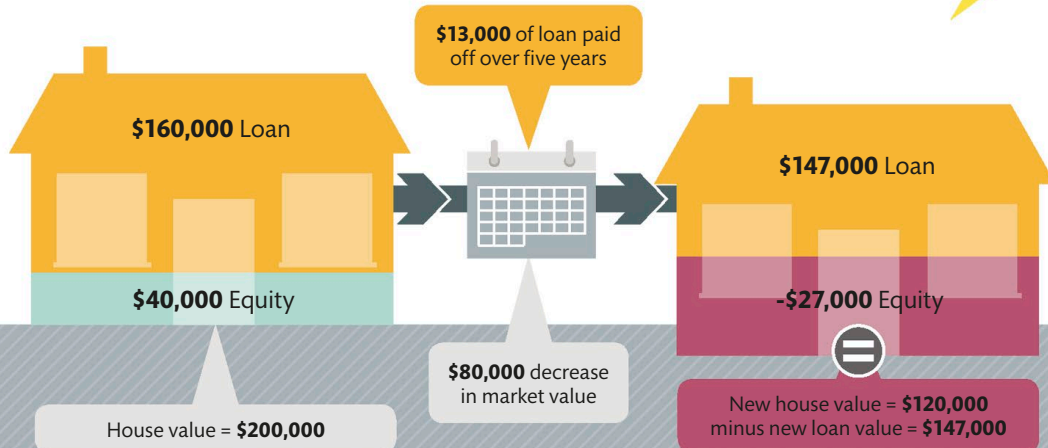 $13,000 of loan paid
off over five years
$160,000 Loan
$147,000 Loan
$40,000 Equity
-$27,000 Equity
$80,000 decrease
in market value
House value = $200,000
New house value = $120,000
minus new loan value = $147,000